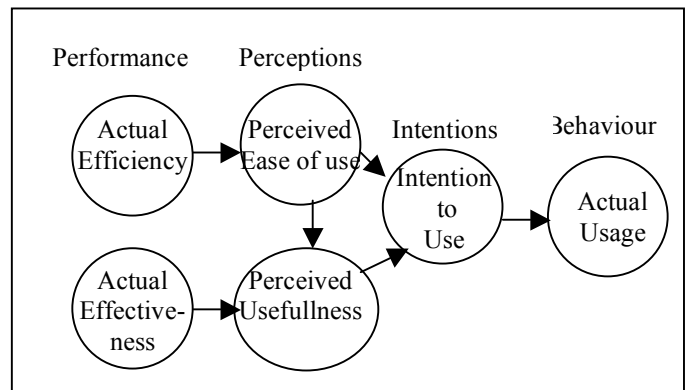 Performance
Perceptions
Intentions
Behaviour
Actual
Efficiency
Perceived
Ease of use
Intention
to
Use
Actual
Usage
Actual
Effective-
ness
Perceived
Usefullness